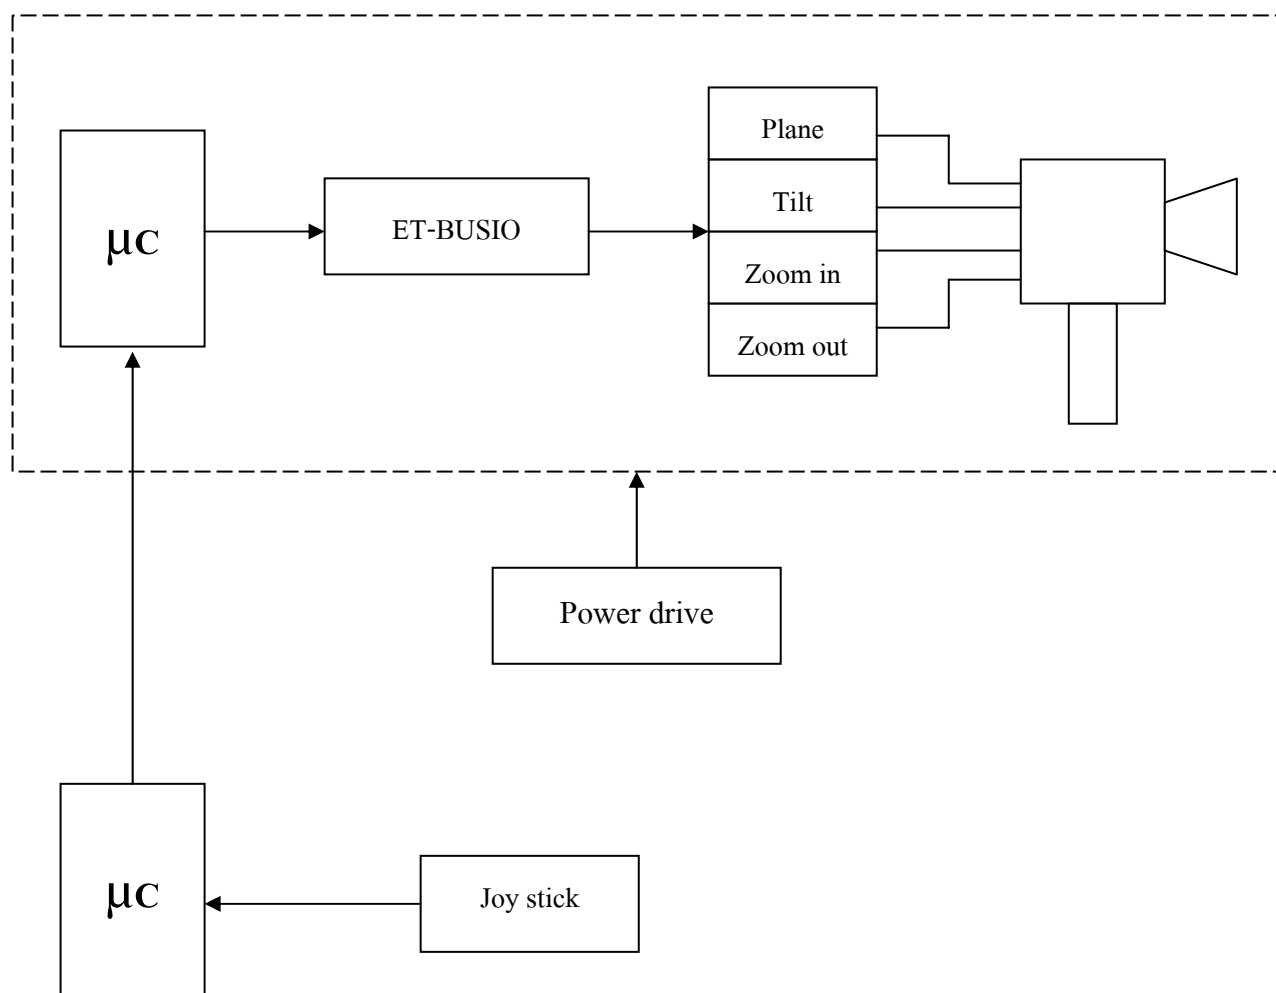 Plane
μc
ET-BUSIO
Tilt
Zoom in
Zoom out
Power drive
μc
Joy stick